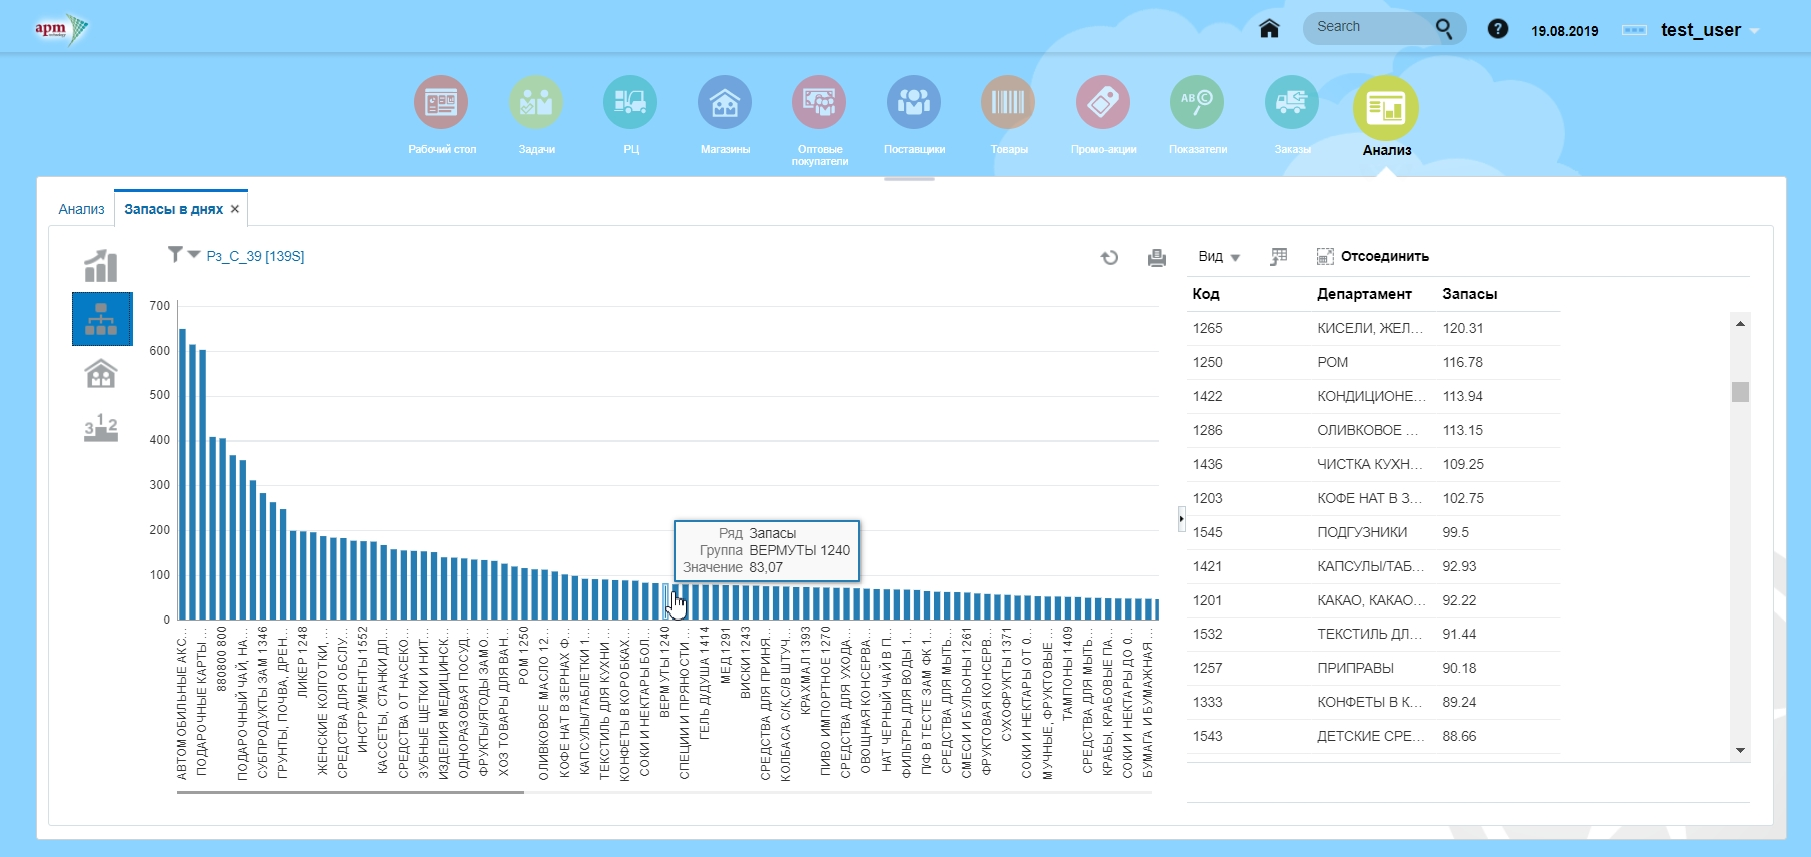 apm
technology
Search
?
19.08.2019
test_user
Рабочий стол
Задачи
РЦ
Магазины
Оптовые
покупатели
Поставщики
Товары
Промо-акции
Показатели
Заказы
Анализ
Анализ
Запасы в днях ×
Рз_С_39 [139S]
Вид
Отсоединить
700
600
500
400
300
200
100
0
Ряд Запасы
Группа ВЕРМУТЫ 1240
Значение 83,07
АВТОМОБИЛЬНЫЕ АКС...
ПОДАРОЧНЫЕ КАРТЫ ...
880800 800
ПОДАРОЧНЫЙ ЧАЙ, НА...
СУБПРОДУКТЫ ЗАМ 1346
ГРУНТЫ, ПОЧВА, ДРЕН...
ЛИКЕР 1248
ЖЕНСКИЕ КОЛГОТКИ, ...
СРЕДСТВА ДЛЯ ОБСЛУ...
ИНСТРУМЕНТЫ 1552
КАССЕТЫ, СТАНКИ ДЛ...
СРЕДСТВА ОТ НАСЕКО...
ЗУБНЫЕ ЩЕТКИ И НИТ...
ИЗДЕЛИЯ МЕДИЦИНСК...
ОДНОРАЗОВАЯ ПОСУД...
ФРУКТЫ/ЯГОДЫ ЗАМО...
ХОЗ ТОВАРЫ ДЛЯ ВАН...
РОМ 1250
ОЛИВКОВОЕ МАСЛО 12...
КОФЕ НАТ В ЗЕРНАХ Ф...
КАПСУЛЫ/ТАБЛЕТКИ 1...
ТЕКСТИЛЬ ДЛЯ КУХНИ ...
КОНФЕТЫ В КОРОБКАХ...
СОКИ И НЕКТАРЫ БОЛ...
ВЕРМУТЫ 1240
СПЕЦИИ И ПРЯНОСТИ ...
ГЕЛЬ Д/ДУША 1414
МЕД 1291
ВИСКИ 1243
СРЕДСТВА ДЛЯ ПРИНЯ...
КОЛБАСА С/К,С/В ШТУЧ...
КРАХМАЛ 1393
ПИВО ИМПОРТНОЕ 1270
СРЕДСТВА ДЛЯ УХОДА...
ОВОЩНАЯ КОНСЕРВА...
НАТ ЧЕРНЫЙ ЧАЙ В П...
ФИЛЬТРЫ ДЛЯ ВОДЫ 1...
П/Ф В ТЕСТЕ ЗАМ ФК 1...
СРЕДСТВА ДЛЯ МЫТЬ...
СМЕСИ И БУЛЬОНЫ 1261
ФРУКТОВАЯ КОНСЕРВ...
СУХОФРУКТЫ 1371
СОКИ И НЕКТАРЫ ОТ 0...
МУЧНЫЕ, ФРУКТОВЫЕ ...
ТАМПОНЫ 1409
СРЕДСТВА ДЛЯ МЫТЬ...
КРАБЫ, КРАБОВЫЕ ПА...
СОКИ И НЕКТАРЫ ДО 0...
БУМАГА И БУМАЖНАЯ ...
Код Департамент Запасы
1265 КИСЕЛИ, ЖЕЛ... 120.31
1250 РОМ 116.78
1422 КОНДИЦИОНЕ... 113.94
1286 ОЛИВКОВОЕ ... 113.15
1436 ЧИСТКА КУХН... 109.25
1203 КОФЕ НАТ В З... 102.75
1545 ПОДГУЗНИКИ 99.5
1421 КАПСУЛЫ/ТАБ... 92.93
1201 КАКАО, КАКАО... 92.22
1532 ТЕКСТИЛЬ ДЛ... 91.44
1257 ПРИПРАВЫ 90.18
1333 КОНФЕТЫ В К... 89.24
1543 ДЕТСКИЕ СРЕ... 88.66